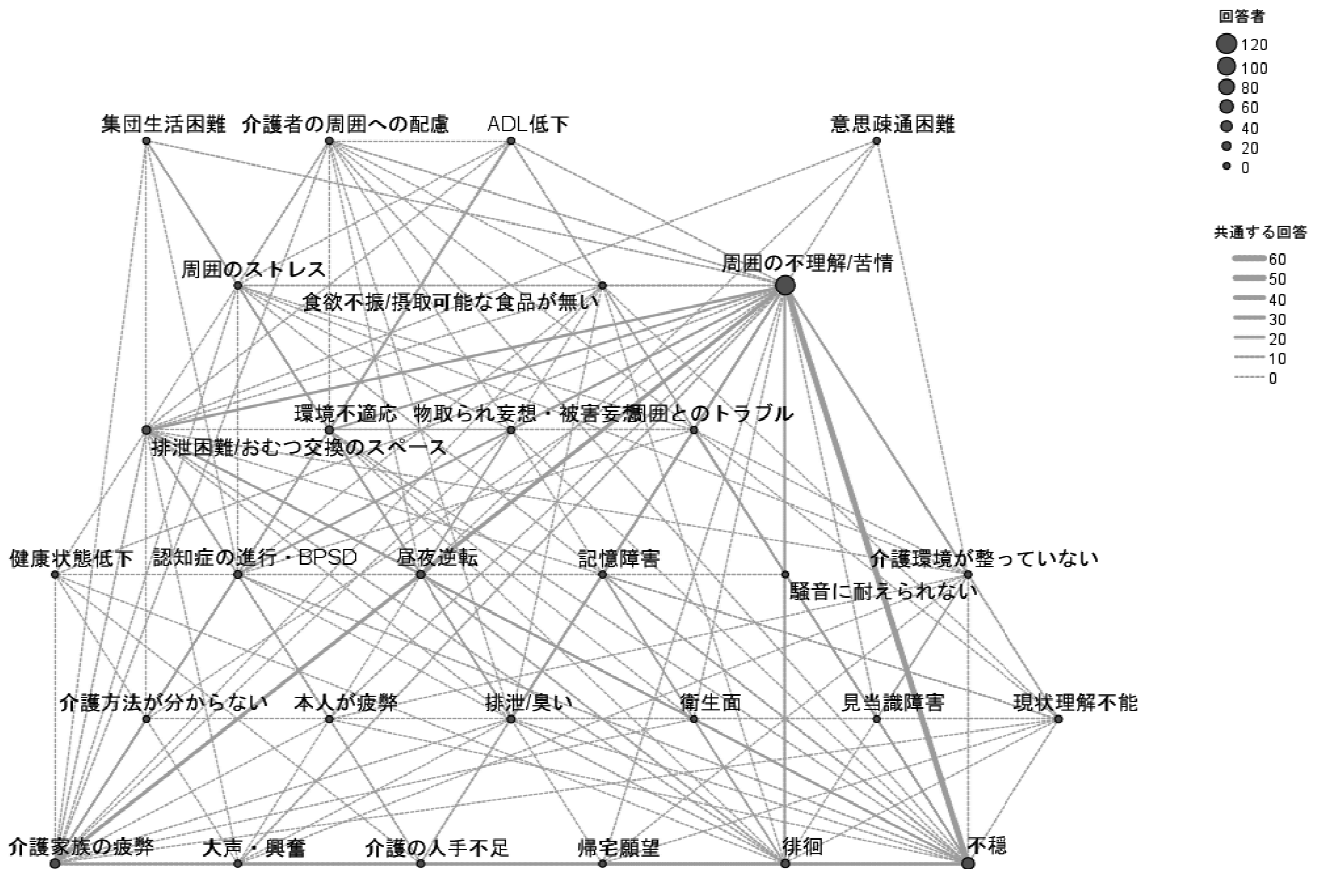 回答者
120
100
80
60
40
20
0
共通する回答
60
50
40
30
20
10
0
集団生活困難 介護者の周囲への配慮 ADL低下 意思疎通困難
周囲のストレス 周囲の不理解/苦情
食欲不振/摂取可能な食品が無い
環境不適応 物取られ妄想・被害妄想 周囲とのトラブル
排泄困難/おむつ交換のスペース
健康状態低下 認知症の進行・BPSD 昼夜逆転 記憶障害 介護環境が整っていない
騒音に耐えられない
介護方法が分からない 本人が疲弊 排泄/臭い 衛生面 見当識障害 現状理解不能
介護家族の疲弊 大声・興奮 介護の人手不足 帰宅願望 徘徊 不穏